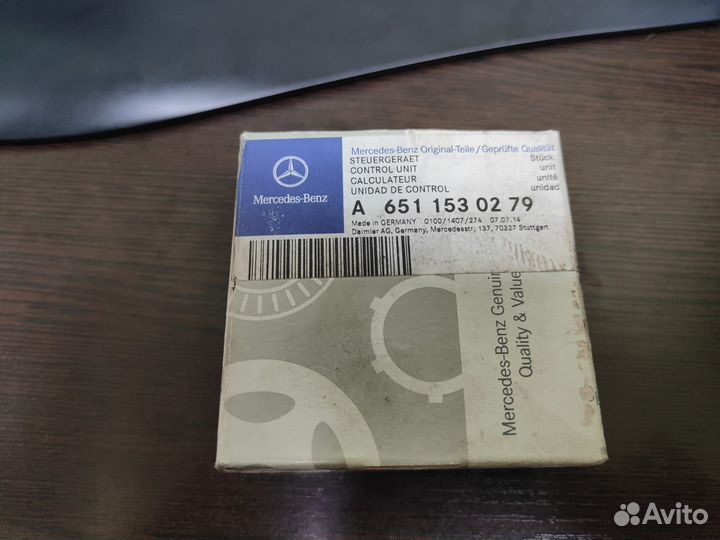 Mercedes-Benz Original-Teile/Geprüfte Qualität
STEUERGERAET Stück
CONTROL UNIT unit
CALCULATEUR unité
UNIDAD DE CONTROL unidad
Mercedes-Benz
A 651 153 02 79
Made in GERMANY 0100/1407/274 07.07.14
Daimler AG, Germany, Mercedesstr. 137, 70327 Stuttgart
Mercedes-Benz Genuin
Quality & Value
Avito